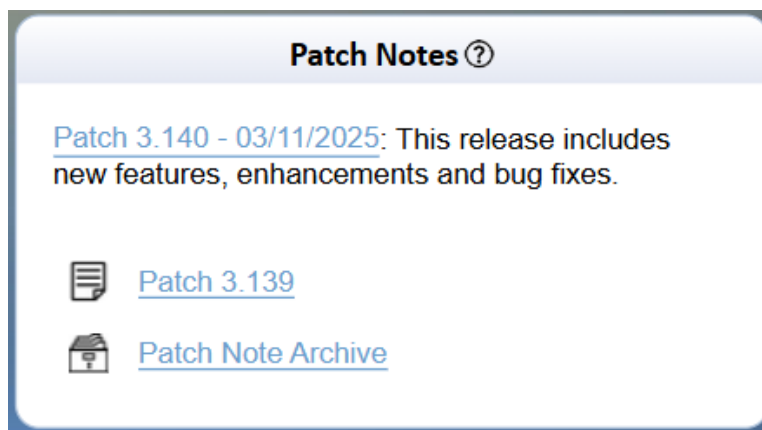 Patch Notes ?
Patch 3.140 - 03/11/2025: This release includes
new features, enhancements and bug fixes.
Patch 3.139
Patch Note Archive